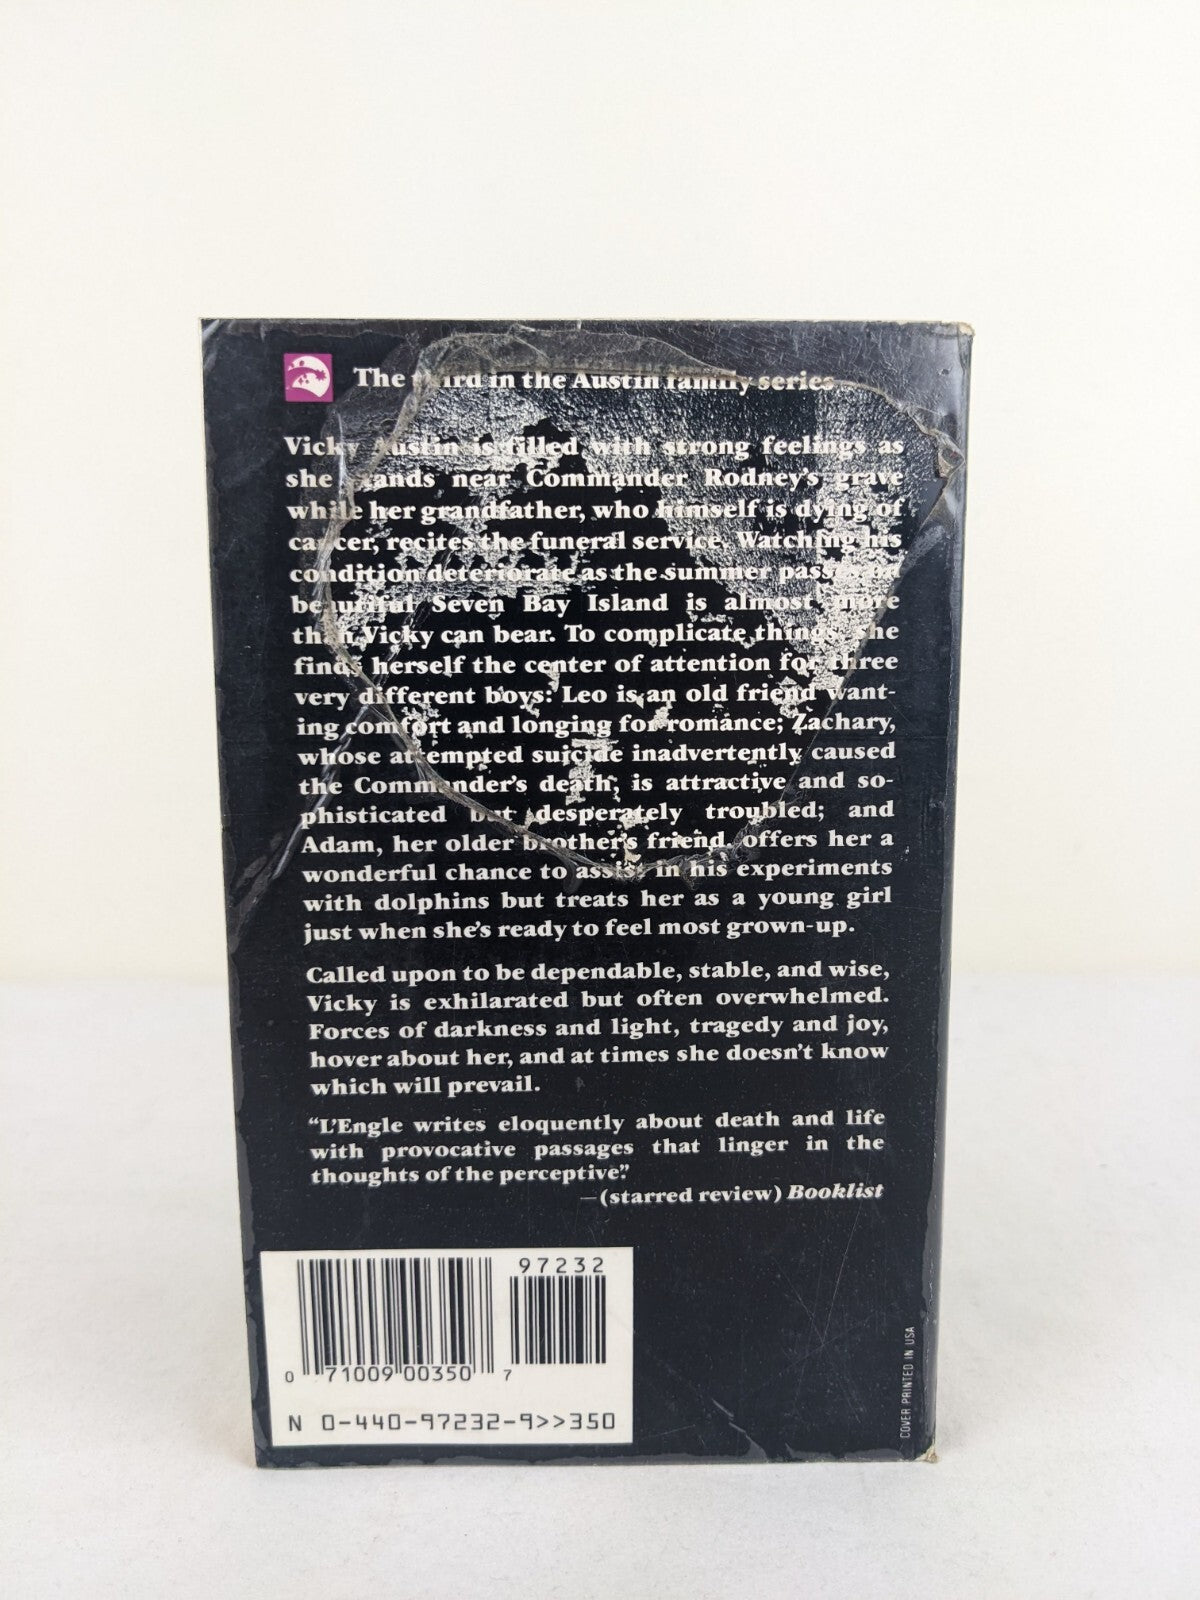 The third in the Austin family series
Vicky Austin is filled with strong feelings as
she stands near Commander Rodney's grave
while her grandfather, who himself is dying of
cancer, recites the funeral service. Watching his
condition deteriorate as the summer passes on
beautiful Seven Bay Island is almost more
than Vicky can bear. To complicate things, she
finds herself the center of attention for three
very different boys: Leo is an old friend want-
ing comfort and longing for romance; Zachary,
whose attempted suicide inadvertently caused
the Commander's death, is attractive and so-
phisticated but desperately troubled; and
Adam, her older brother's friend, offers her a
wonderful chance to assist in his experiments
with dolphins but treats her as a young girl
just when she's ready to feel most grown-up.
Called upon to be dependable, stable, and wise,
Vicky is exhilarated but often overwhelmed.
Forces of darkness and light, tragedy and joy,
hover about her, and at times she doesn't know
which will prevail.
"L'Engle writes eloquently about death and life
with provocative passages that linger in the
thoughts of the perceptive."
—(starred review) Booklist
97232
0 71009 00350 7
N 0-440-97232-9>>350
COVER PRINTED IN USA